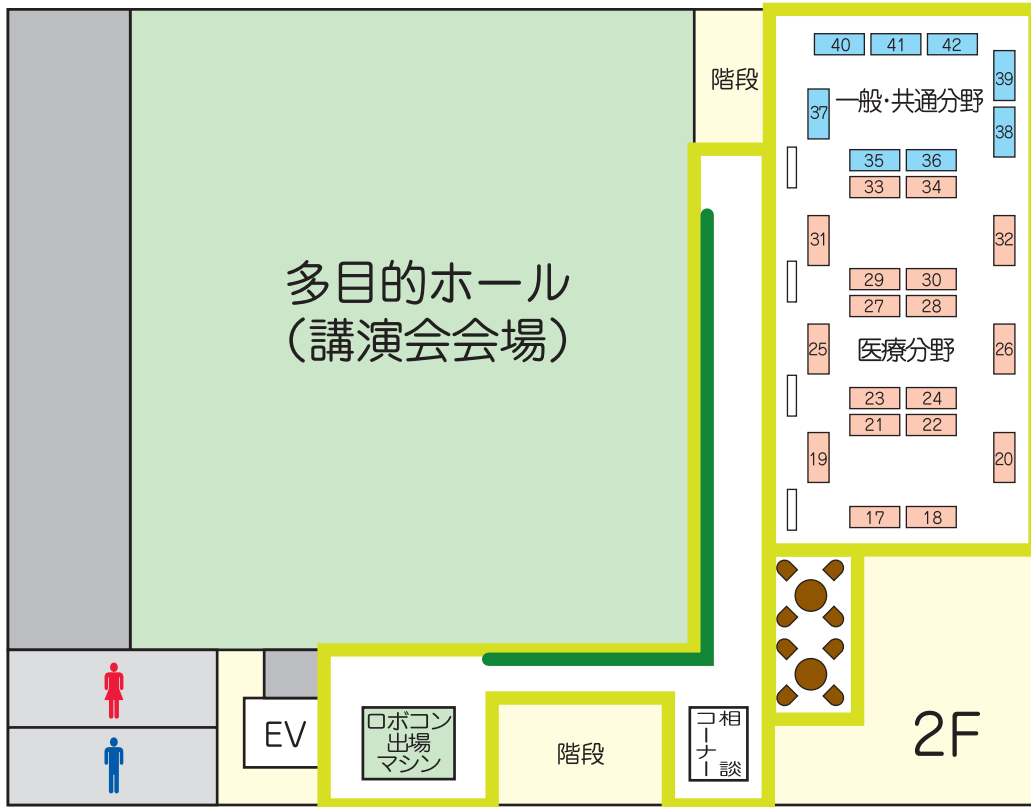 40 41 42
39
階段
37
一般・共通分野
38
35 36
33 34
31
32
多目的ホール
(講演会会場)
29 30
27 28
25
医療分野
26
23 24
21 22
19
20
17 18
ロボコン
出場
マシン
EV
階段
相談
コーナー
2F